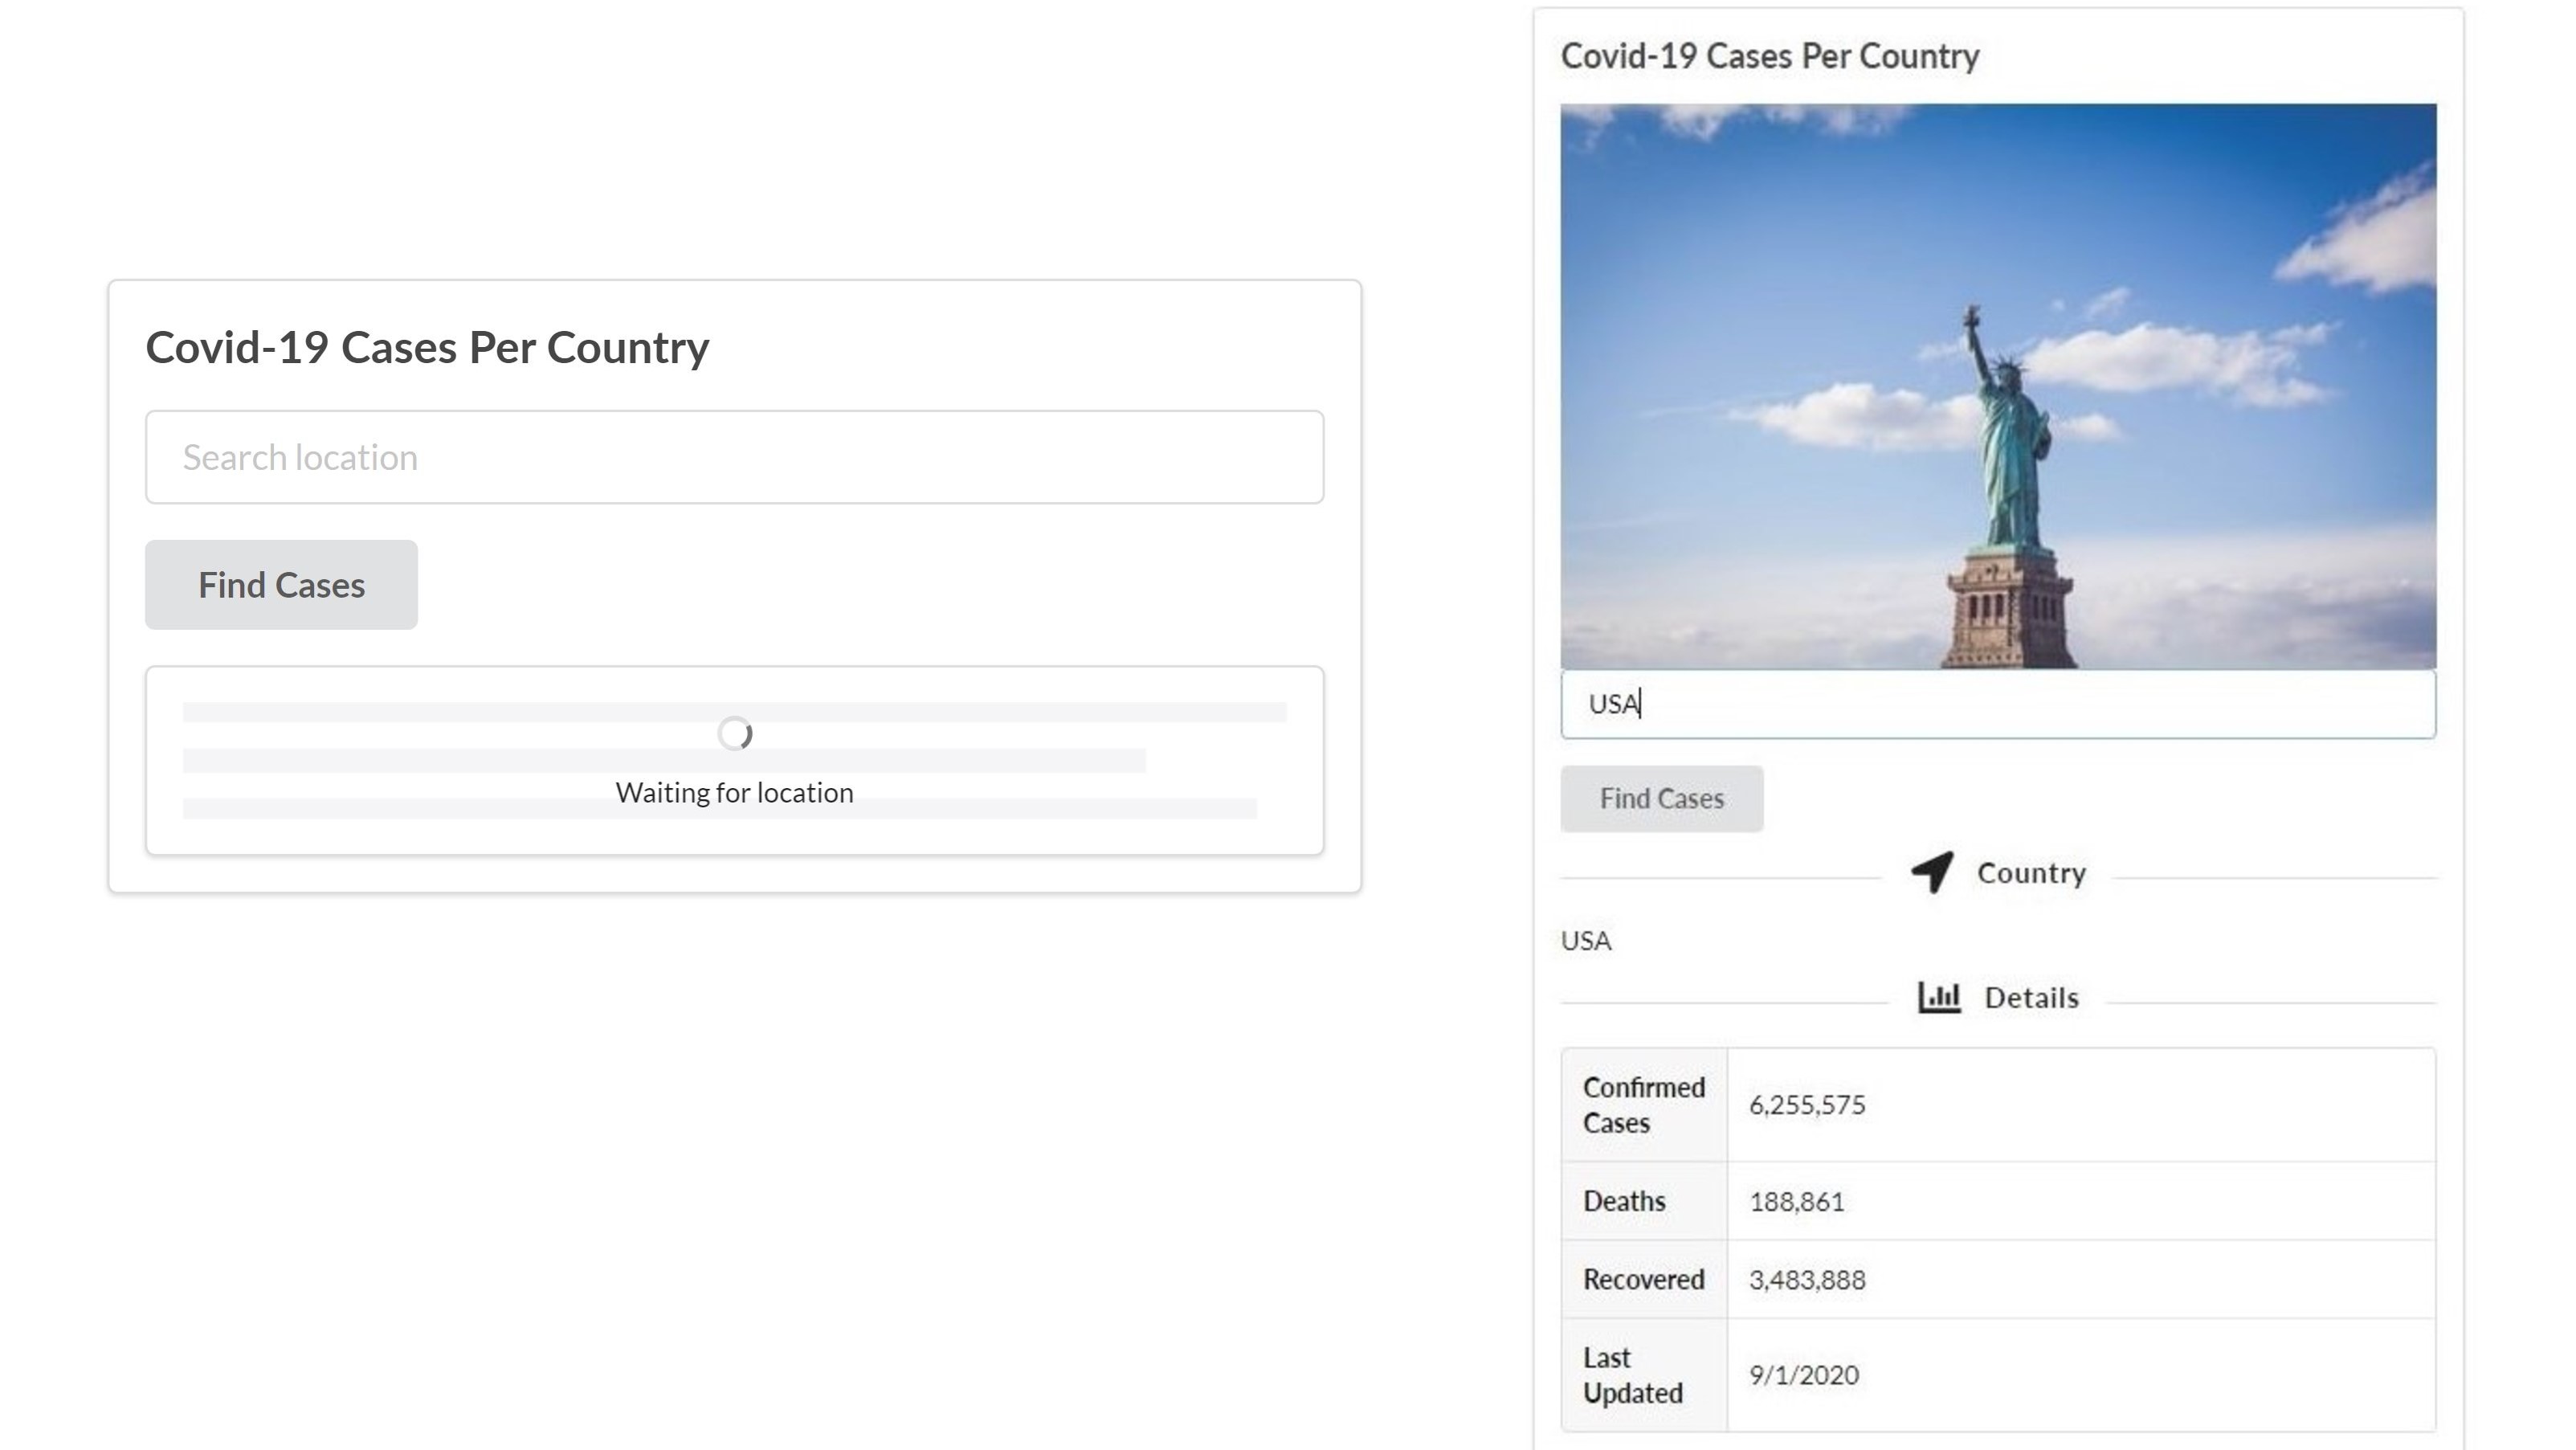 Covid-19 Cases Per Country
Search location
Find Cases
Waiting for location
Covid-19 Cases Per Country
USA
Find Cases
Country
USA
Details
Confirmed
Cases
6,255,575
Deaths
188,861
Recovered
3,483,888
Last
Updated
9/1/2020